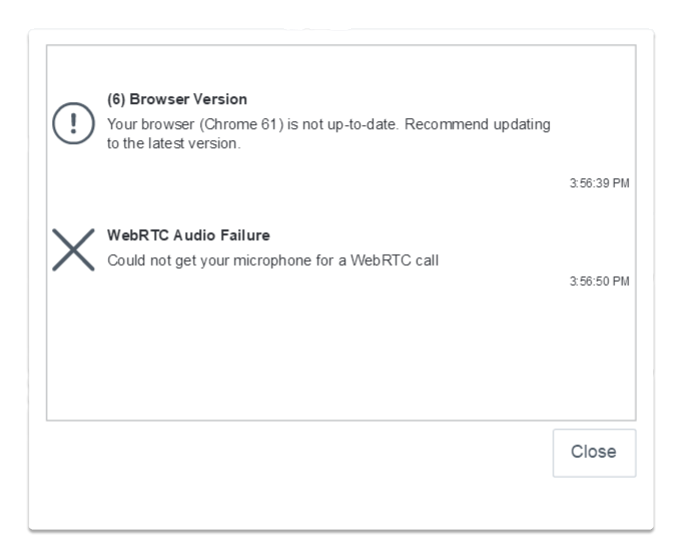 (6) Browser Version
Your browser (Chrome 61) is not up-to-date. Recommend updating
to the latest version.
3:56:39 PM
WebRTC Audio Failure
Could not get your microphone for a WebRTC call
3:56:50 PM
Close